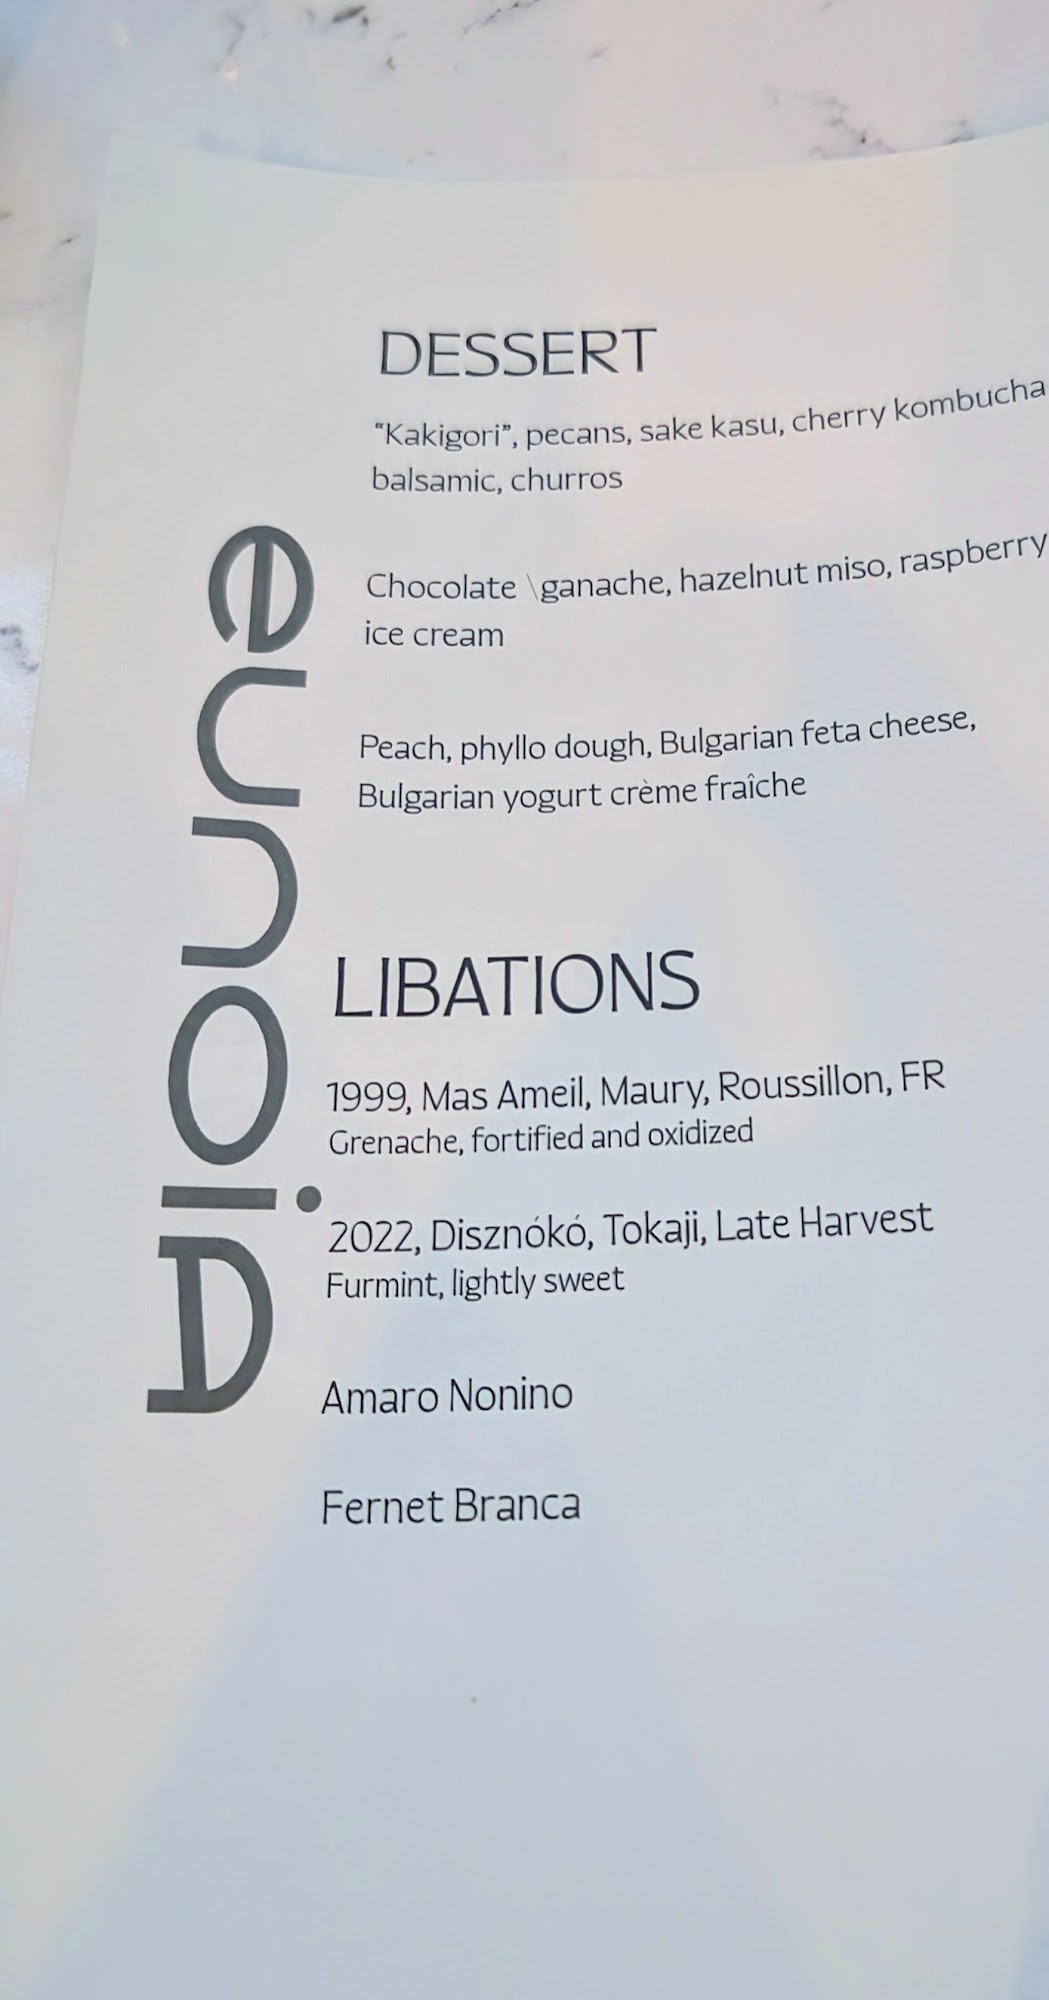 eunoia
DESSERT
“Kakigori”, pecans, sake kasu, cherry kombucha
balsamic, churros
Chocolate \ganache, hazelnut miso, raspberry
ice cream
Peach, phyllo dough, Bulgarian feta cheese,
Bulgarian yogurt crème fraîche
LIBATIONS
1999, Mas Ameil, Maury, Roussillon, FR
Grenache, fortified and oxidized
2022, Disznókó, Tokaji, Late Harvest
Furmint, lightly sweet
Amaro Nonino
Fernet Branca